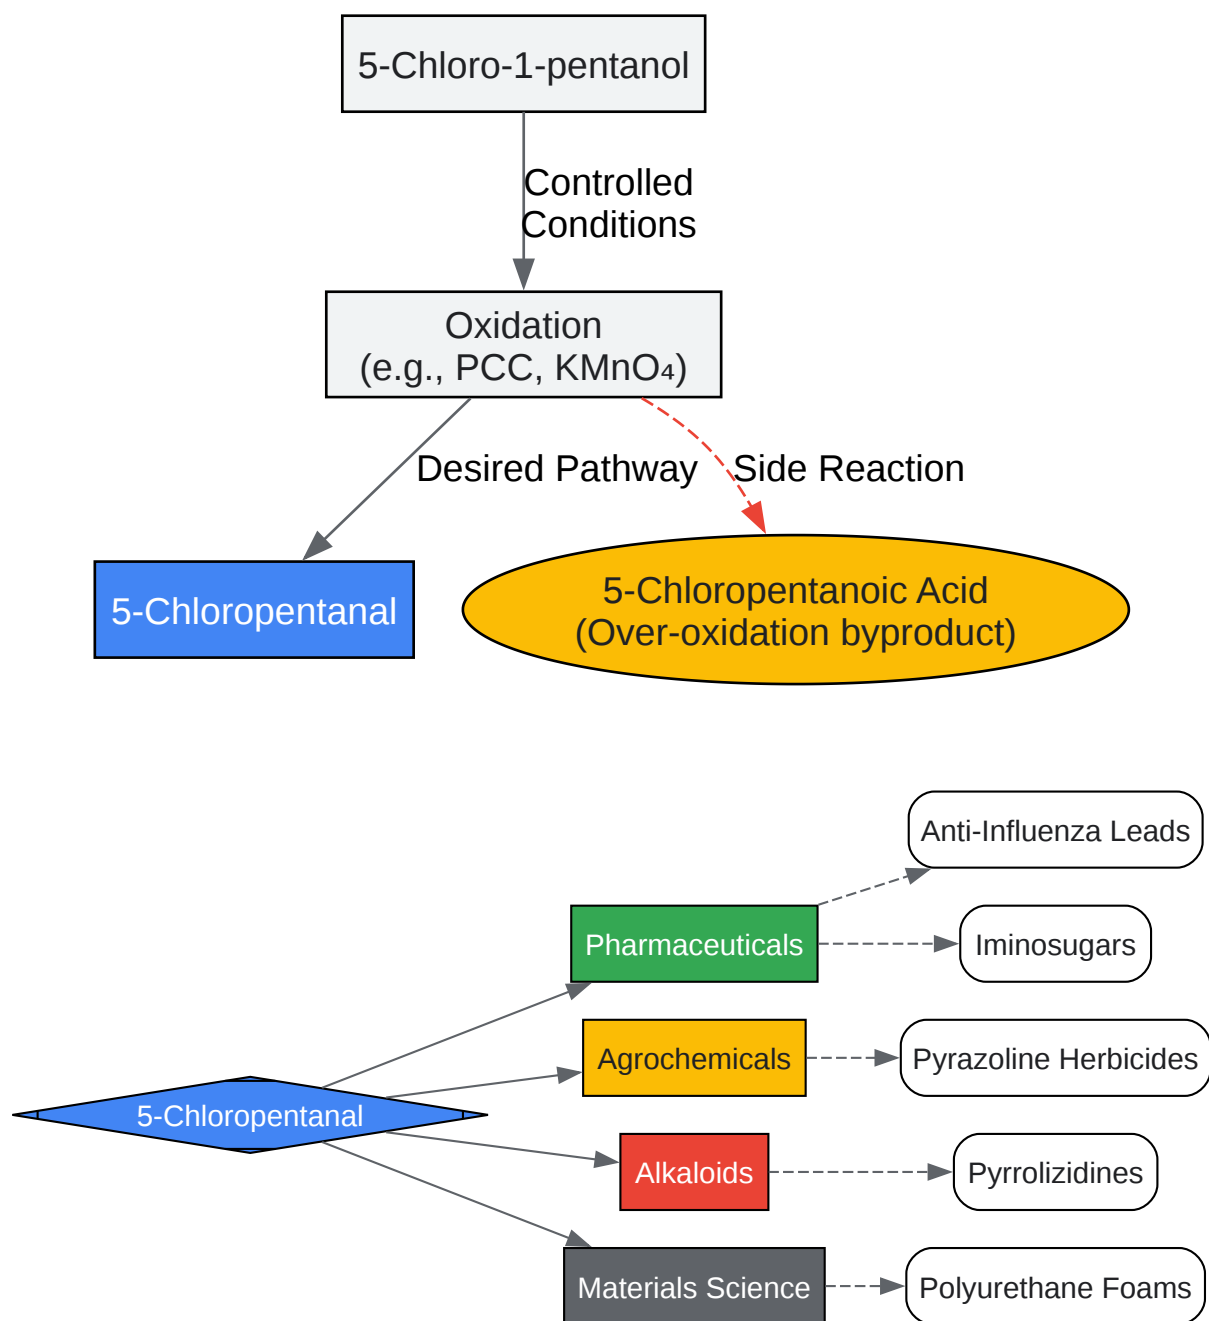 5-Chloro-1-pentanol
Controlled
Conditions
Oxidation
(e.g., PCC, KMnO₄)
Desired Pathway
Side Reaction
5-Chloropentanal
5-Chloropentanoic Acid
(Over-oxidation byproduct)
Anti-Influenza Leads
Pharmaceuticals
Iminosugars
Agrochemicals
Pyrazoline Herbicides
5-Chloropentanal
Alkaloids
Pyrrolizidines
Materials Science
Polyurethane Foams